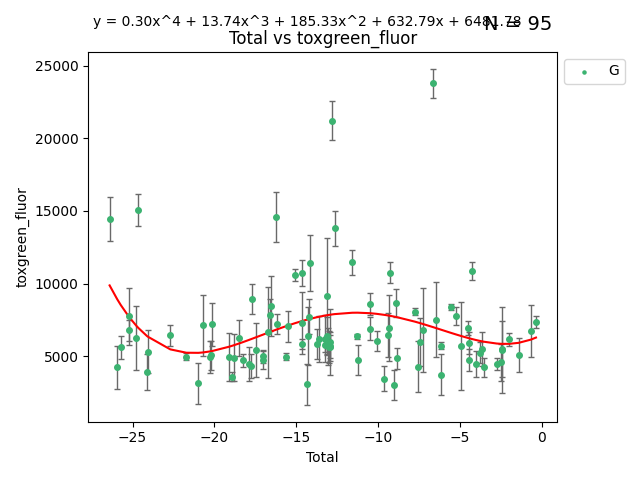 y = 0.30x^4 + 13.74x^3 + 185.33x^2 + 632.79x + 6481.78
N = 95
Total vs toxgreen_fluor
G
25000
20000
15000
10000
5000
toxgreen_fluor
−25 −20 −15 −10 −5 0
Total